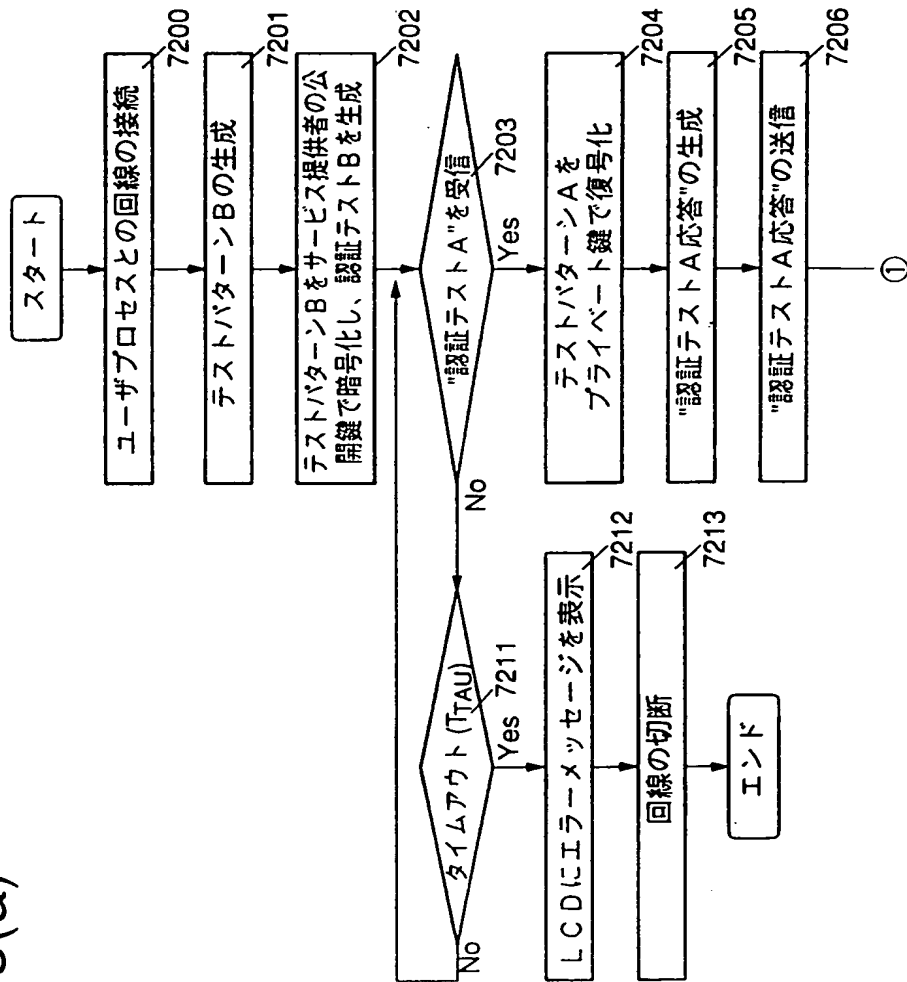 スタート
ユーザプロセスとの回線の接続
7200
テストパターンBの生成
7201
テストパターンBをサービス提供者の公
開鍵で暗号化し、認証テストBを生成
7202
"認証テストA"を受信
7203
Yes
No
テストパターンAを
プライベート鍵で復号化
7204
"認証テストA応答"の生成
7205
"認証テストA応答"の送信
7206
①
タイムアウト(TTAU)
7211
Yes
No
LCDにエラーメッセージを表示
7212
回線の切断
7213
エンド